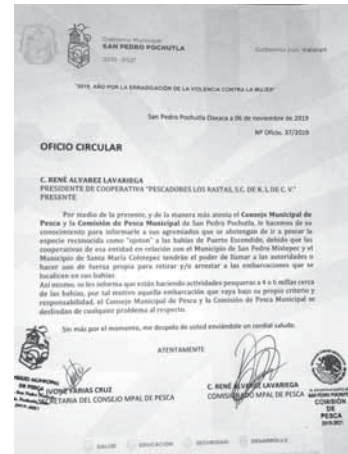 Gobierno Municipal
SAN PEDRO POCHUTLA
2019-2021
Gobierno con
"2019, AÑO POR LA ERRADICACIÓN DE LA VIOLENCIA CONTRA LA MUJER"
San Pedro Pochutla Oaxaca a 06 de noviembre de 2019
Nº Oficio. 37/2019
OFICIO CIRCULAR
C. RENÉ ALVAREZ LAVARIEGA
PRESIDENTE DE COOPERATIVA "PESCADORES LOS RASTAS, S.C. DE R. L DE C. V."
PRESENTE
Por medio de la presente, y de la manera más atenta el Consejo Municipal de
Pesca y la Comisión de Pesca Municipal de San Pedro Pochutla, le hacemos de su
conocimiento para informarle a sus agremiados que se abstengan de ir a pescar la
especie reconocida como "ojoton" a las bahías de Puerto Escondido, debido que las
cooperativas de esa entidad en relación con el Municipio de San Pedro Mixtepec y el
Municipio de Santa María Colotepec tendrán el poder de llamar a las autoridades o
hacer uso de fuerza propia para retirar y/o arrestar a las embarcaciones que se
localicen en sus bahías.
Así mismo, se les informa que están haciendo actividades pesqueras a 4 o 6 millas cerca
de las bahías, por tal motivo aquella embarcación que vaya bajo su propio criterio y
responsabilidad, el Consejo Municipal de Pesca y la Comisión de Pesca Municipal se
deslindan de cualquier problema al respecto.
Sin más por el momento, me despido de usted enviándole un cordial saludo.
ATENTAMENTE
IVONE FARIAS CRUZ
SECRETARIA DEL CONSEJO MPAL DE PESCA
C. RENÉ ALVAREZ LAVARIEGA
COMISIONADO MPAL DE PESCA
COMISIÓN
DE
PESCA
2019-2021
SALUD
EDUCACIÓN
SEGURIDAD
DESARROLLO